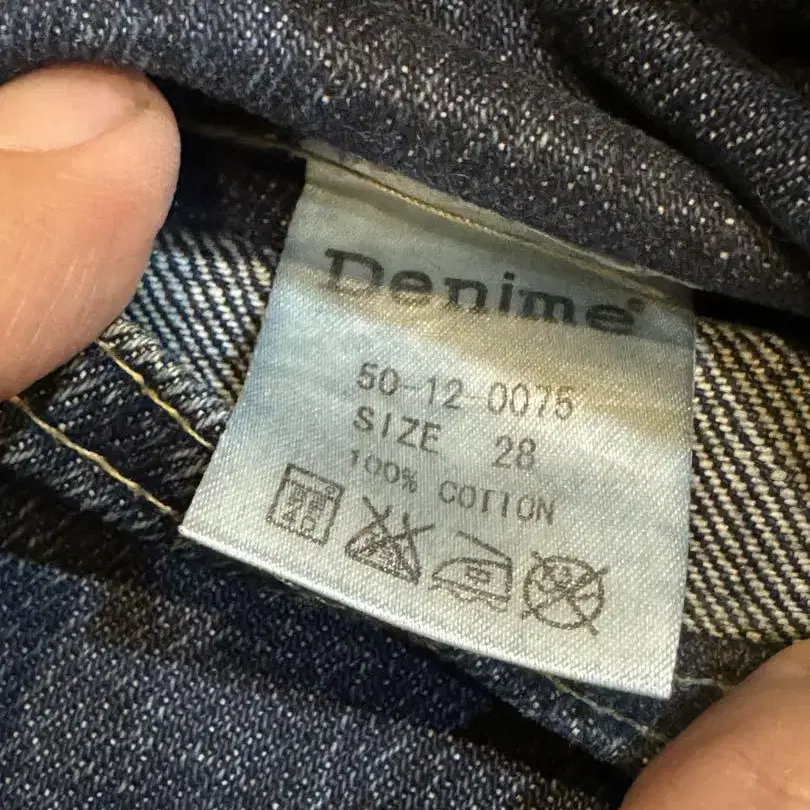 Denime®
50-12-0075
SIZE 28
100% COTTON